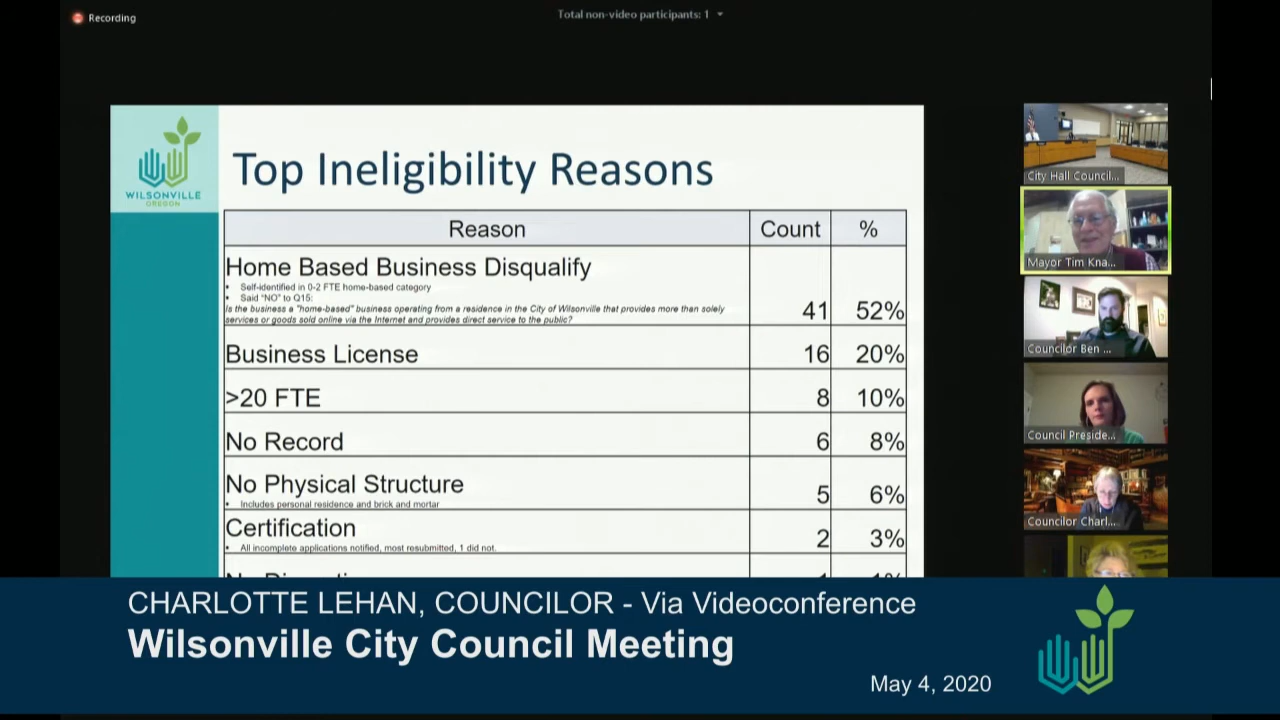 Recording
Total non-video participants: 1
WILSONVILLE
OREGON
Top Ineligibility Reasons
Reason Count %
Home Based Business Disqualify
• Self-identified in 0-2 FTE home-based category
• Said "NO" to Q15:
Is the business a "home-based" business operating from a residence in the City of Wilsonville that provides more than solely
services or goods sold online via the Internet and provides direct service to the public?
41 52%
Business License 16 20%
>20 FTE 8 10%
No Record 6 8%
No Physical Structure 5 6%
• Includes personal residence and brick and mortar
Certification 2 3%
• All incomplete applications notified, most resubmitted, 1 did not.
City Hall Council...
Mayor Tim Kna...
Councilor Ben ...
Council Preside...
Councilor Charl...
CHARLOTTE LEHAN, COUNCILOR - Via Videoconference
Wilsonville City Council Meeting
May 4, 2020